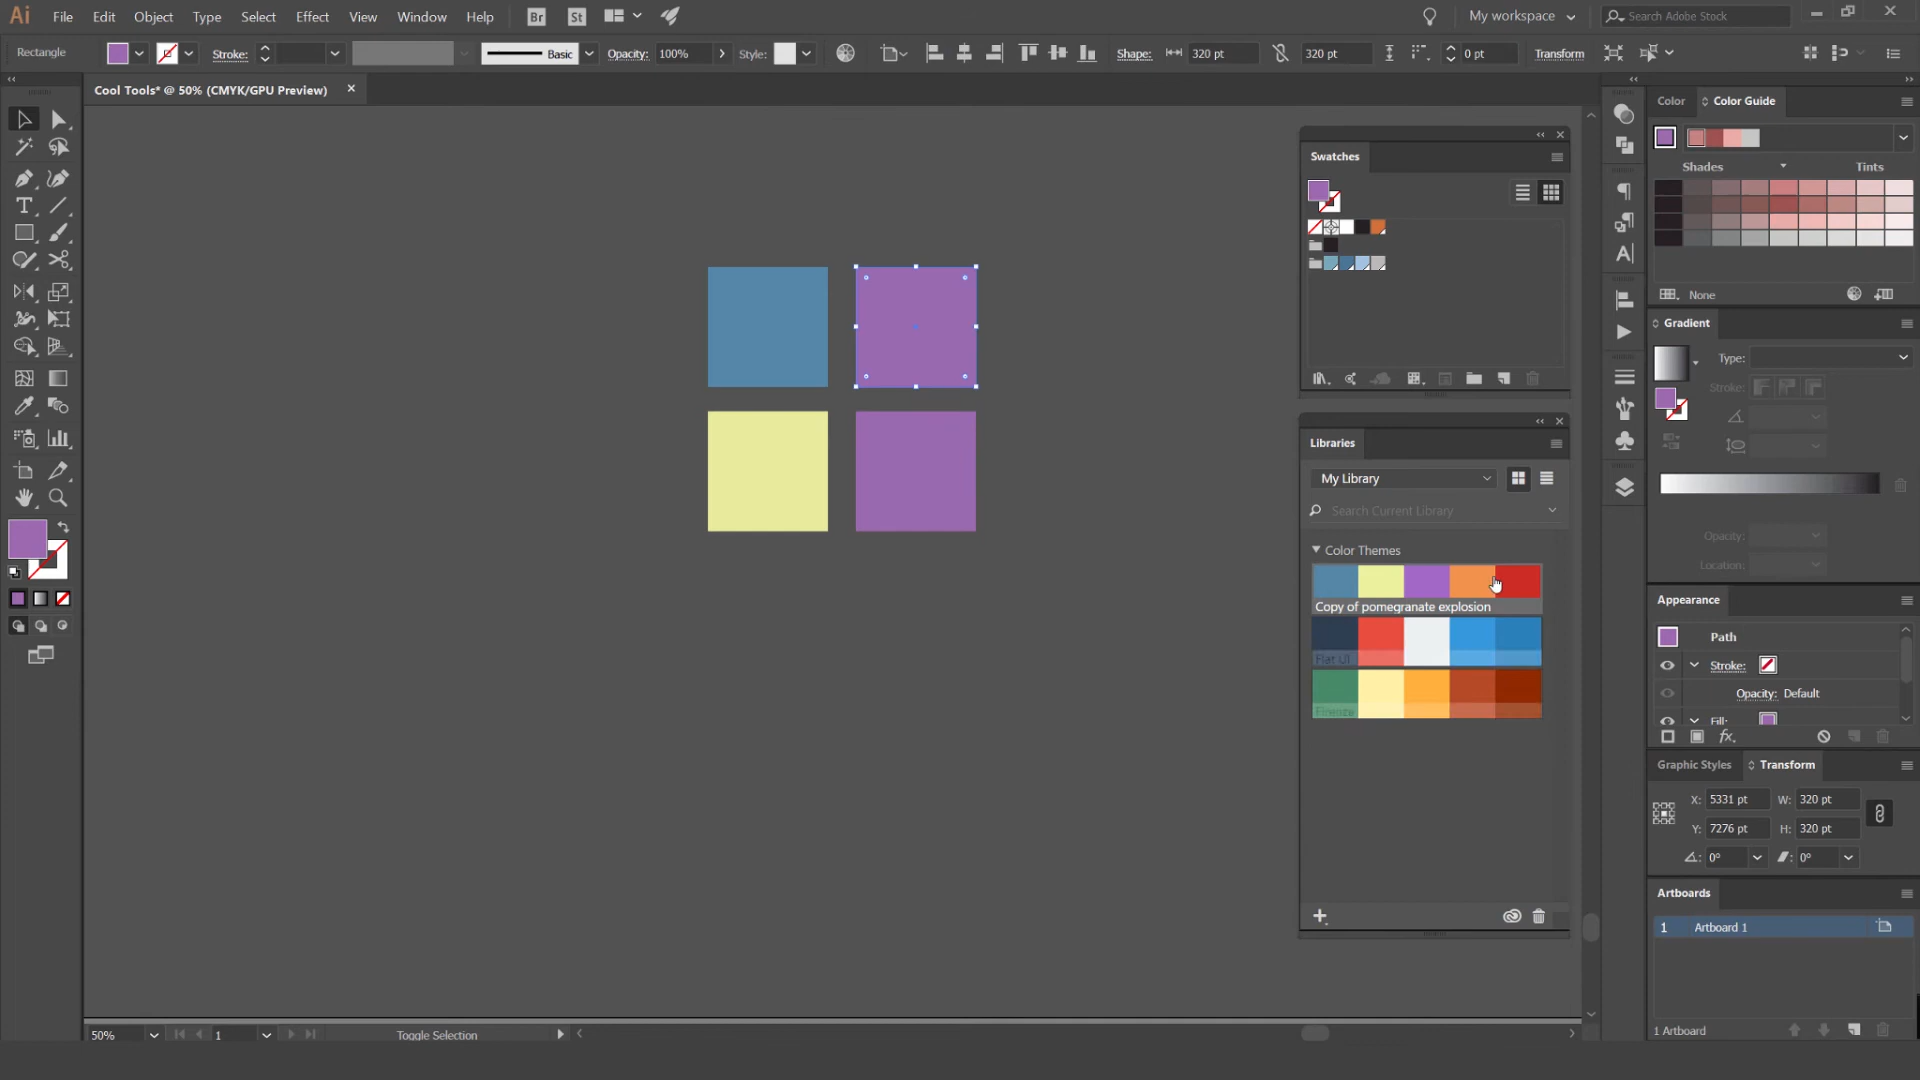 Ai File Edit Object Type Select Effect View Window Help Br St My workspace Search Adobe Stock
Rectangle Stroke: Basic Opacity: 100% Style: Shape: 320 pt 320 pt 0 pt Transform
Cool Tools* @ 50% (CMYK/GPU Preview)
Color Color Guide
Swatches
Shades Tints
None
Gradient
Type:
Stroke:
Libraries
My Library
Search Current Library
Opacity:
Location:
Color Themes
Copy of pomegranate explosion
Flat UI
Firenze
Appearance
Path
Stroke:
Opacity: Default
Fill:
fx.
Graphic Styles Transform
X: 5331 pt W: 320 pt
Y: 7276 pt H: 320 pt
0° 0°
Artboards
1 Artboard 1
1 Artboard
50% 1 Toggle Selection